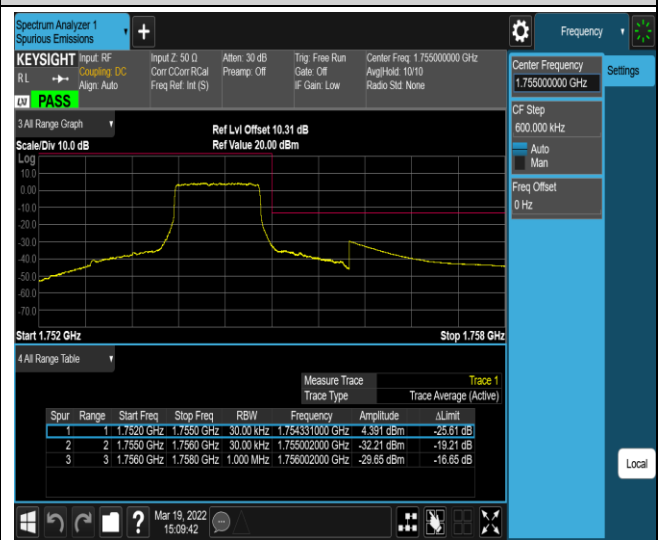 Spectrum Analyzer 1
Spurious Emissions
Frequency
KEYSIGHT Input: RF
R L Coupling: DC
Align: Auto
LXI PASS
Input Z: 50 Ω
Corr CCorr RCal
Freq Ref: Int (S)
Atten: 30 dB
Preamp: Off
Trig: Free Run
Gate: Off
IF Gain: Low
Center Freq: 1.755000000 GHz
Avg|Hold: 10/10
Radio Std: None
Center Frequency
1.755000000 GHz
Settings
CF Step
600.000 kHz
Auto
Man
Freq Offset
0 Hz
3 All Range Graph
Ref Lvl Offset 10.31 dB
Scale/Div 10.0 dB Ref Value 20.00 dBm
Log
10.0
0.00
-10.0
-20.0
-30.0
-40.0
-50.0
-60.0
-70.0
Start 1.752 GHz Stop 1.758 GHz
4 All Range Table
Measure Trace Trace 1
Trace Type Trace Average (Active)
Spur Range Start Freq Stop Freq RBW Frequency Amplitude ΔLimit
1 1 1.7520 GHz 1.7550 GHz 30.00 kHz 1.754331000 GHz 4.391 dBm -25.61 dB
2 2 1.7550 GHz 1.7560 GHz 30.00 kHz 1.755002000 GHz -32.21 dBm -19.21 dB
3 3 1.7560 GHz 1.7580 GHz 1.000 MHz 1.756002000 GHz -29.65 dBm -16.65 dB
Local
Mar 19, 2022
15:09:42